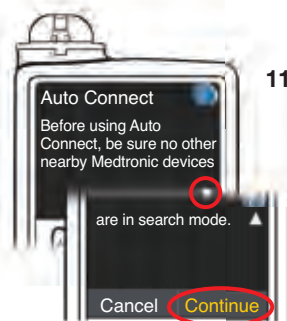 11
Auto Connect
Before using Auto
Connect, be sure no other
nearby Medtronic devices
are in search mode.
Cancel Continue